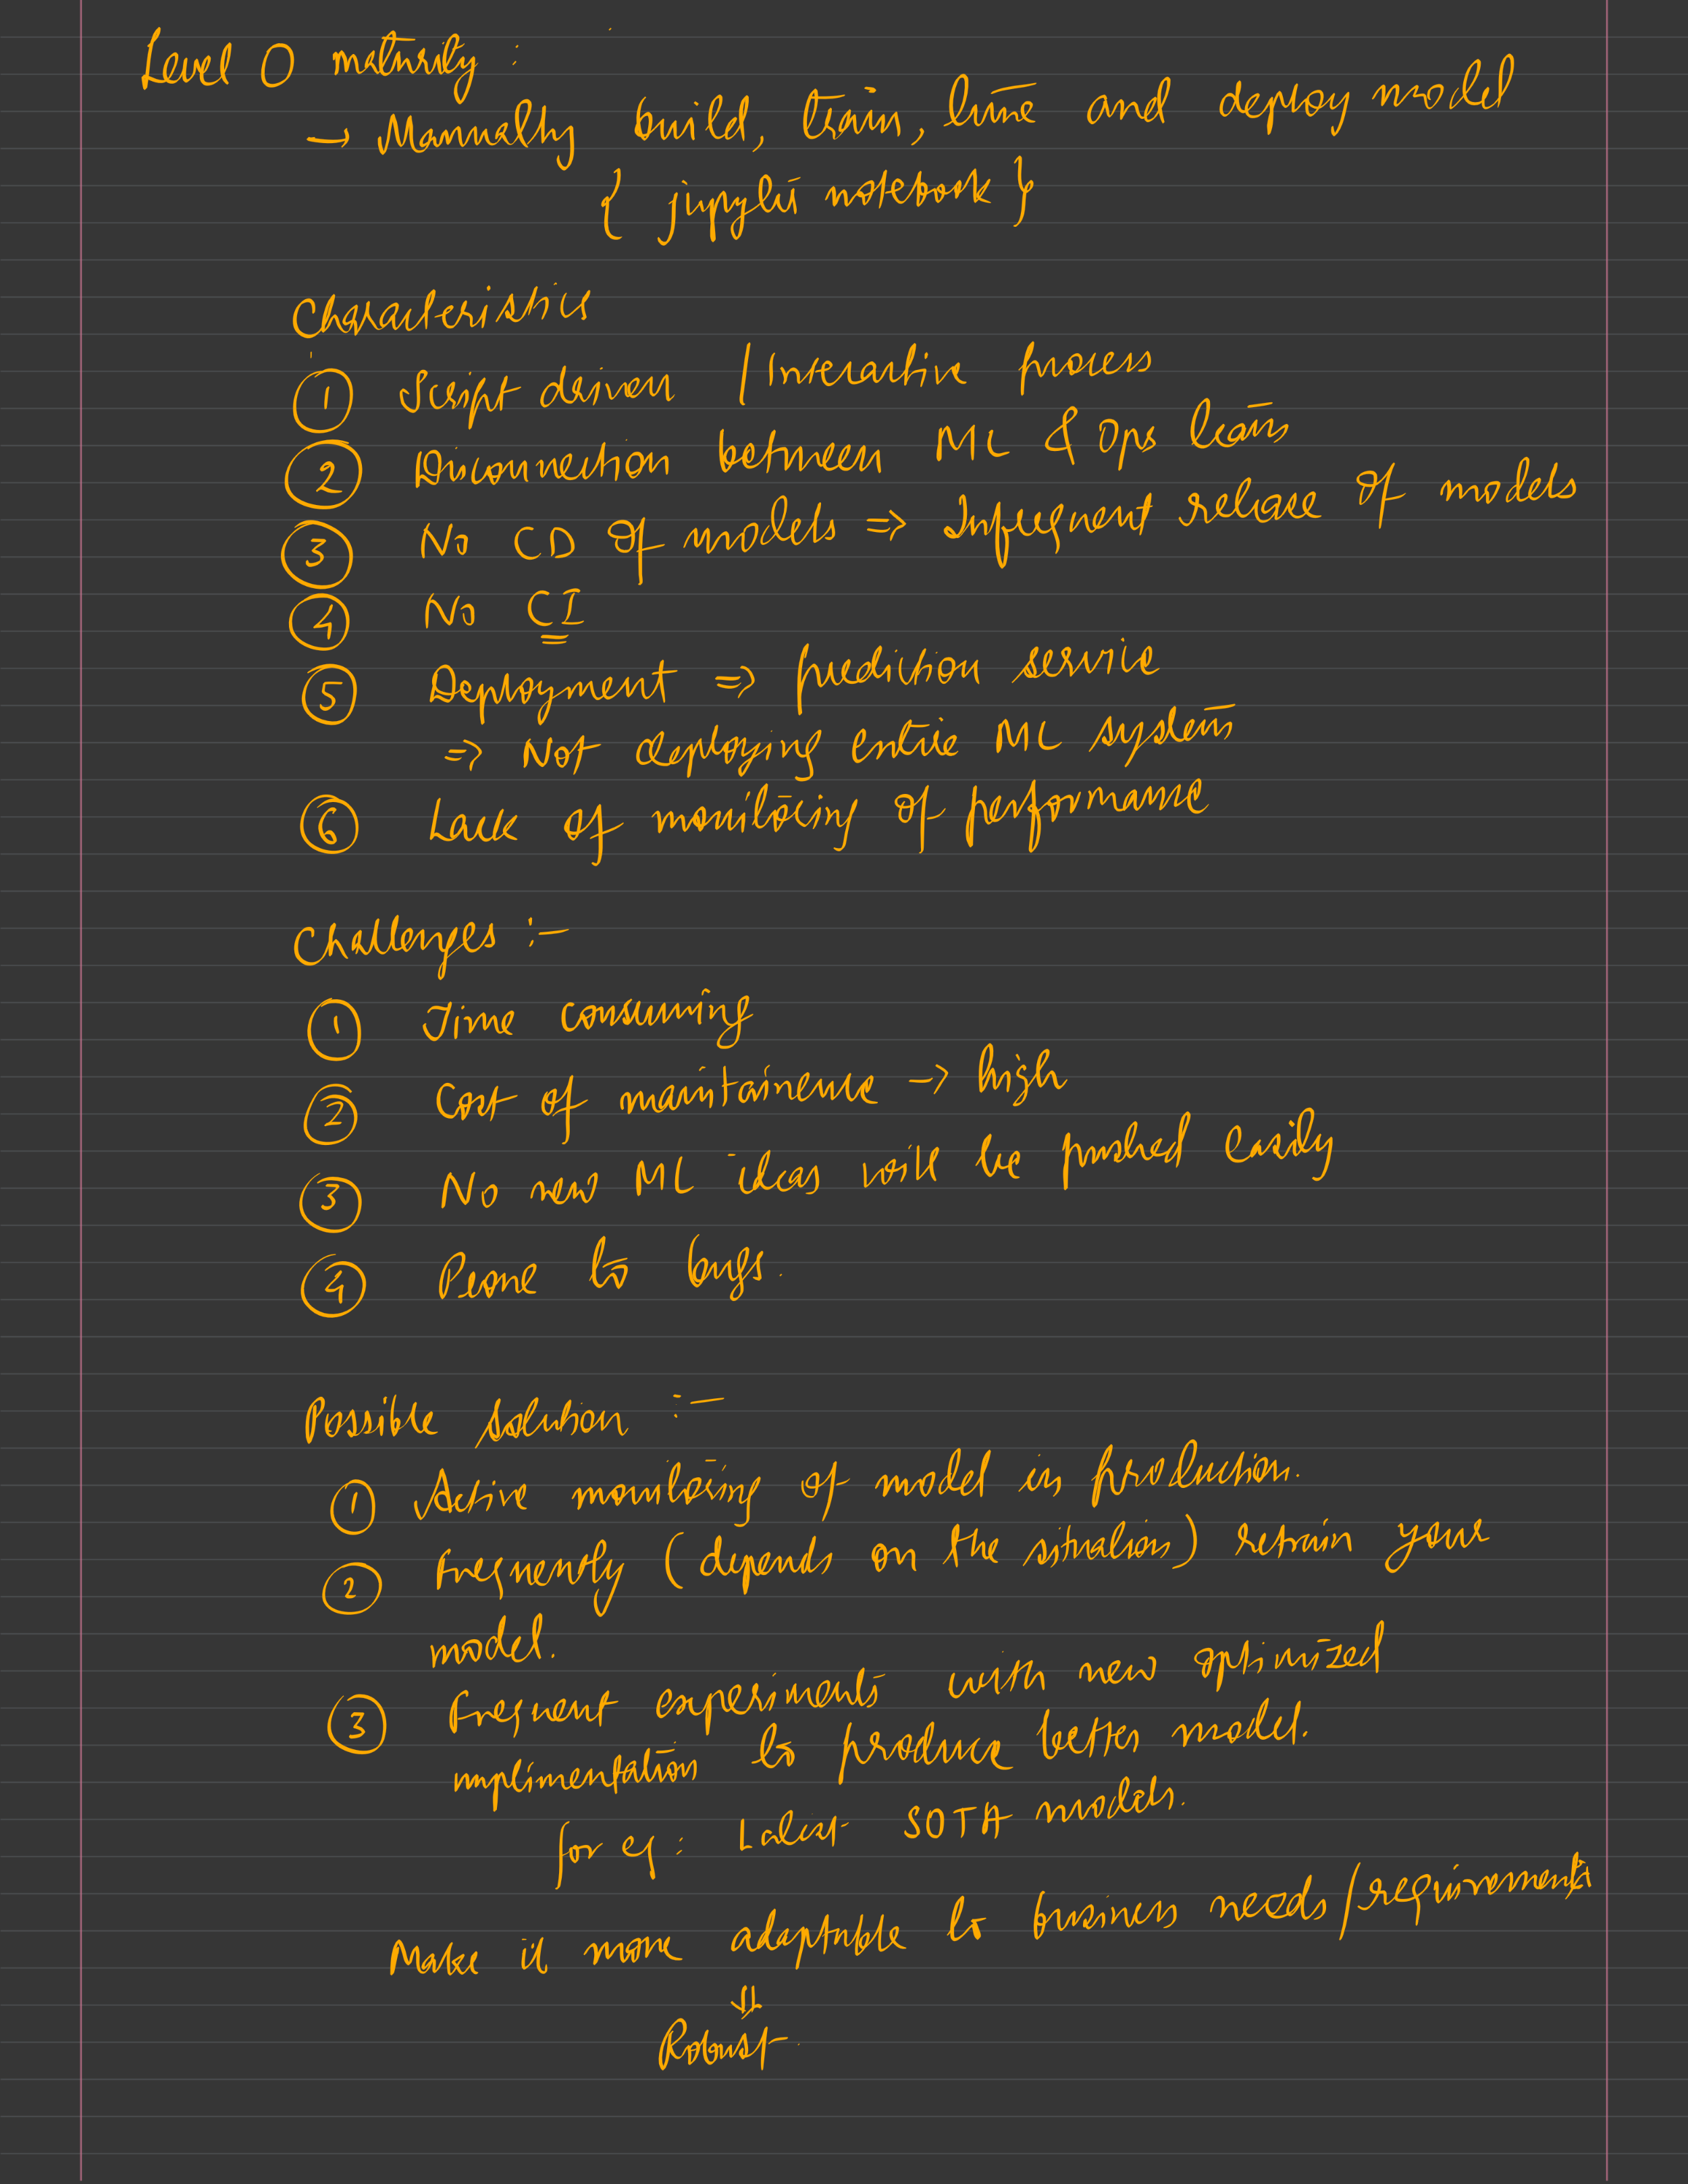 Level 0 maturity :
→ Manually build, train, tune and deploy model
{ jupyter notebook }
Characteristics
① Script driven / Interactive process
② Disconnection between ML & Ops team
③ No CD of models ⇒ Infrequent release of models
④ No CI
⑤ Deployment ⇒ prediction service
⇒ Not deploying entire ML system
⑥ Lack of monitoring of performance
Challenges :-
① Time consuming
② Cost of maintainence → high
③ No new ML ideas will be pushed easily
④ Prone to bugs.
Possible solution :-
① Active monitoring of model in production.
② Frequently (depends on the situation) retrain your
model.
③ Frequent experiments with new optimized
implimentation to produce better model.
for eg: Latest SOTA models.
Make it more adaptable to business needs/requirements
⇓
Robust.